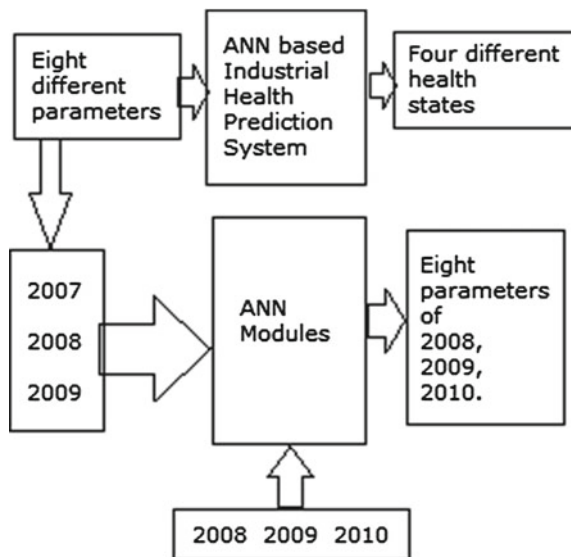 Eight
different
parameters
ANN based
Industrial
Health
Prediction
System
Four different
health
states
2007
2008
2009
ANN
Modules
Eight
parameters
of
2008,
2009,
2010.
2008 2009 2010